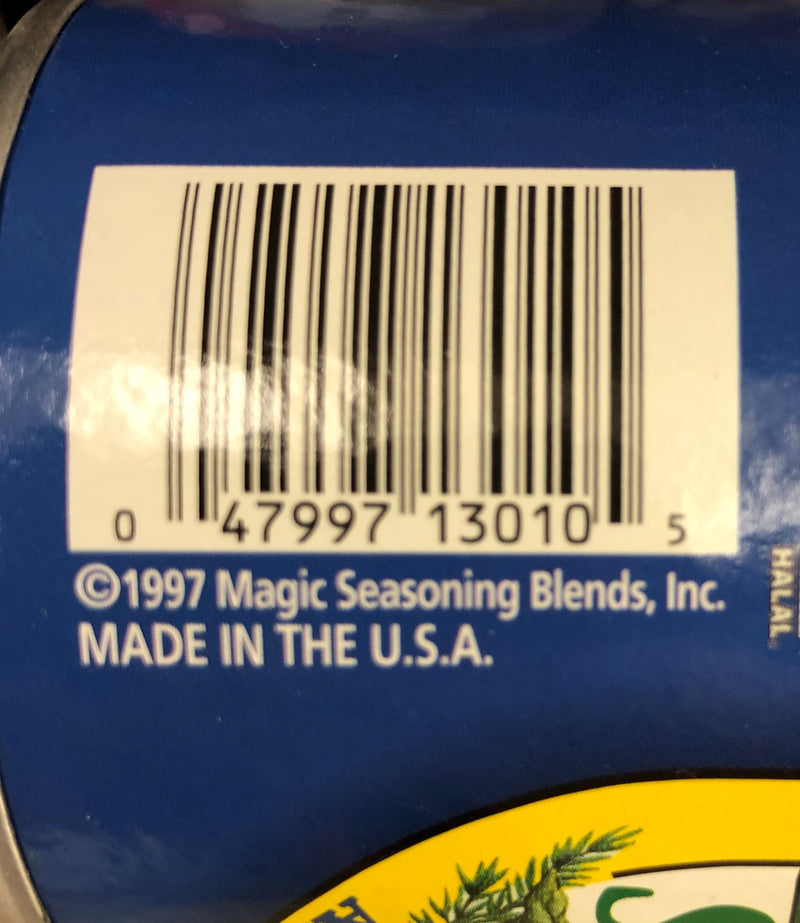 0 47997 13010 5
©1997 Magic Seasoning Blends, Inc.
MADE IN THE U.S.A.
HALAL